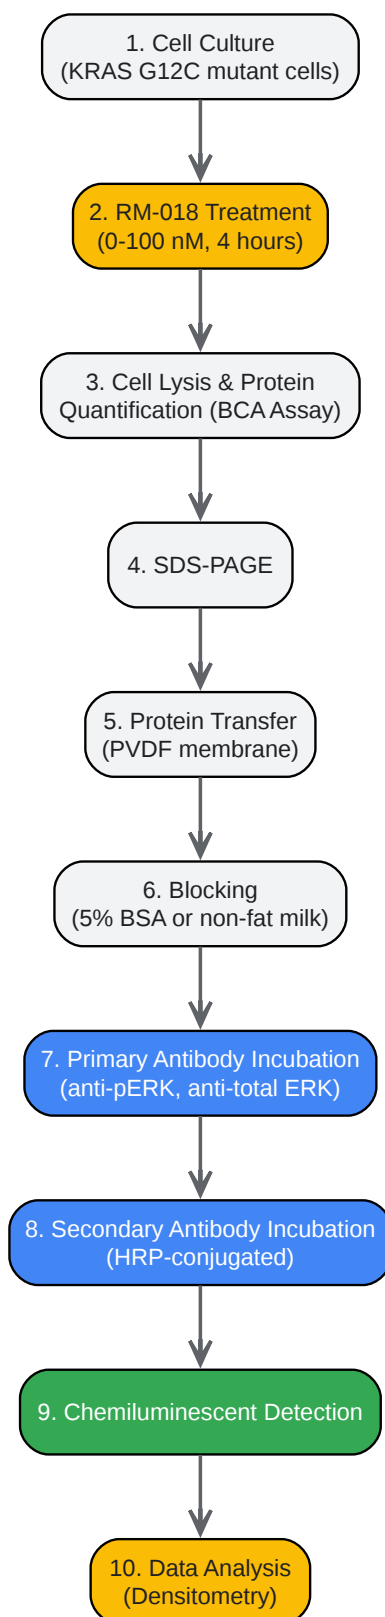 1. Cell Culture
(KRAS G12C mutant cells)
2. RM-018 Treatment
(0-100 nM, 4 hours)
3. Cell Lysis & Protein
Quantification (BCA Assay)
4. SDS-PAGE
5. Protein Transfer
(PVDF membrane)
6. Blocking
(5% BSA or non-fat milk)
7. Primary Antibody Incubation
(anti-pERK, anti-total ERK)
8. Secondary Antibody Incubation
(HRP-conjugated)
9. Chemiluminescent Detection
10. Data Analysis
(Densitometry)